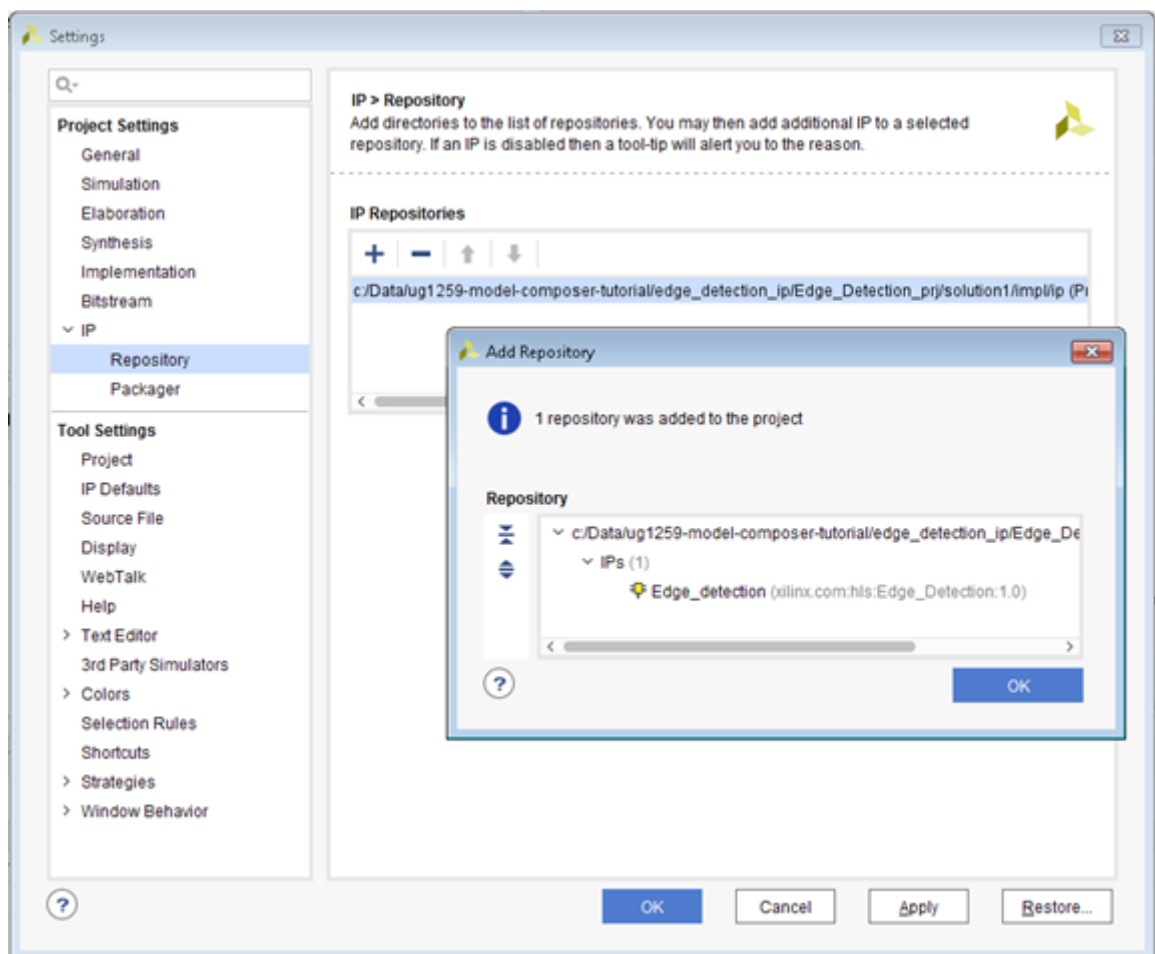 Settings
Project Settings
General
Simulation
Elaboration
Synthesis
Implementation
Bitstream
IP
Repository
Packager
Tool Settings
Project
IP Defaults
Source File
Display
WebTalk
Help
Text Editor
3rd Party Simulators
Colors
Selection Rules
Shortcuts
Strategies
Window Behavior
IP > Repository
Add directories to the list of repositories. You may then add additional IP to a selected
repository. If an IP is disabled then a tool-tip will alert you to the reason.
IP Repositories
c:/Data/ug1259-model-composer-tutorial/edge_detection_ip/Edge_Detection_prj/solution1/impl/ip (Pr
Add Repository
1 repository was added to the project
Repository
c:/Data/ug1259-model-composer-tutorial/edge_detection_ip/Edge_De
IPs (1)
Edge_detection (xilinx.com:hls:Edge_Detection:1.0)
OK
OK
Cancel
Apply
Restore...